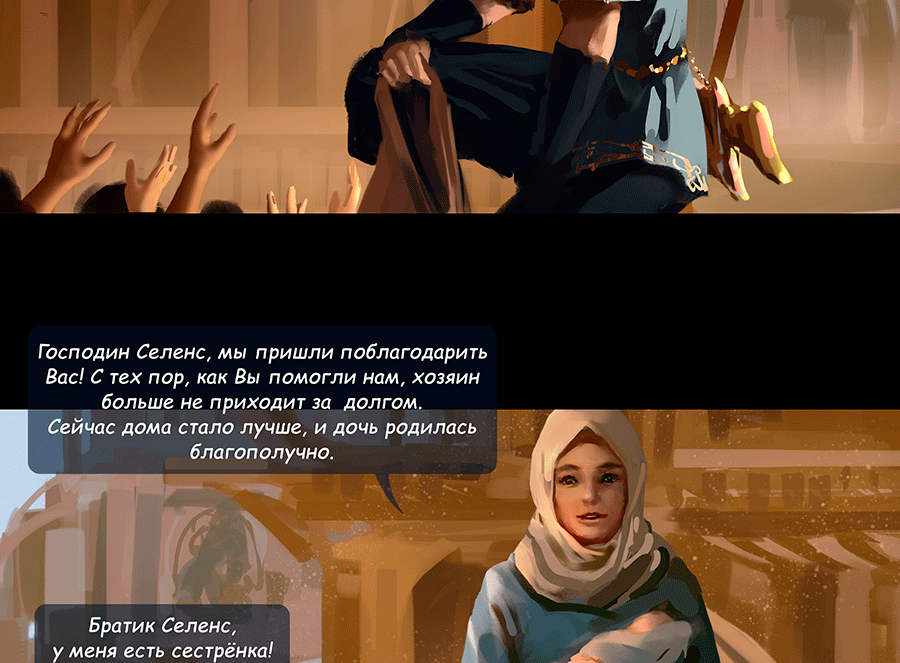 Господин Селенс, мы пришли поблагодарить
Вас! С тех пор, как Вы помогли нам, хозяин
больше не приходит за долгом.
Сейчас дома стало лучше, и дочь родилась
благополучно.
Братик Селенс,
у меня есть сестрёнка!